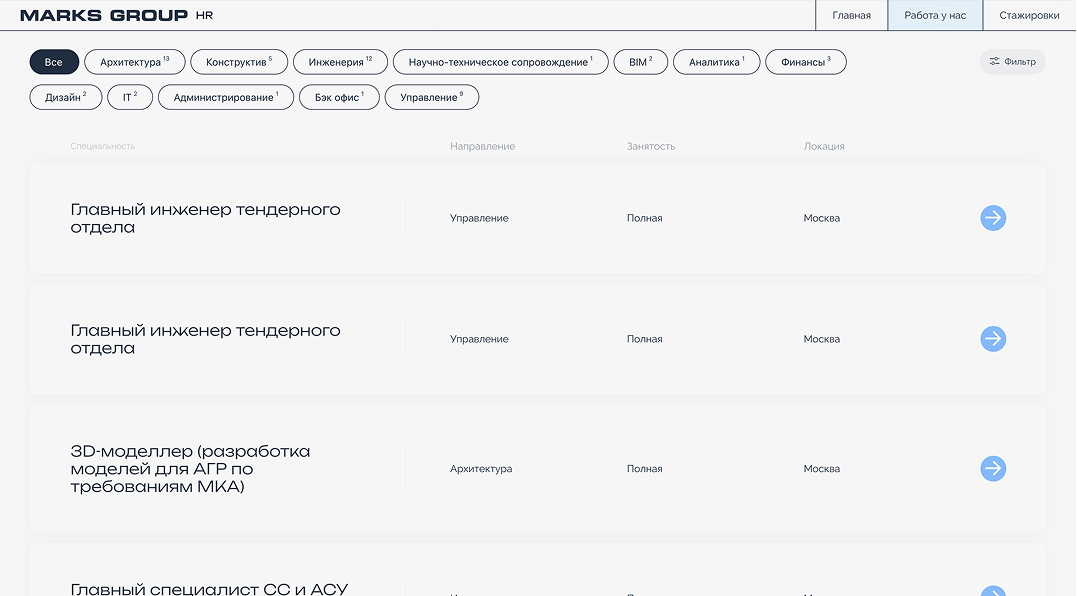 MARKS GROUP HR
Главная
Работа у нас
Стажировки
Все
Архитектура 13
Конструктив 5
Инженерия 12
Научно-техническое сопровождение 1
BIM 2
Аналитика 1
Финансы 3
Фильтр
Дизайн 2
IT 2
Администрирование 1
Бэк офис 1
Управление 9
Специальность
Направление
Занятость
Локация
Главный инженер тендерного
отдела
Управление
Полная
Москва
Главный инженер тендерного
отдела
Управление
Полная
Москва
3D-моделлер (разработка
моделей для АГР по
требованиям МКА)
Архитектура
Полная
Москва
Главный специалист СС и АСУ